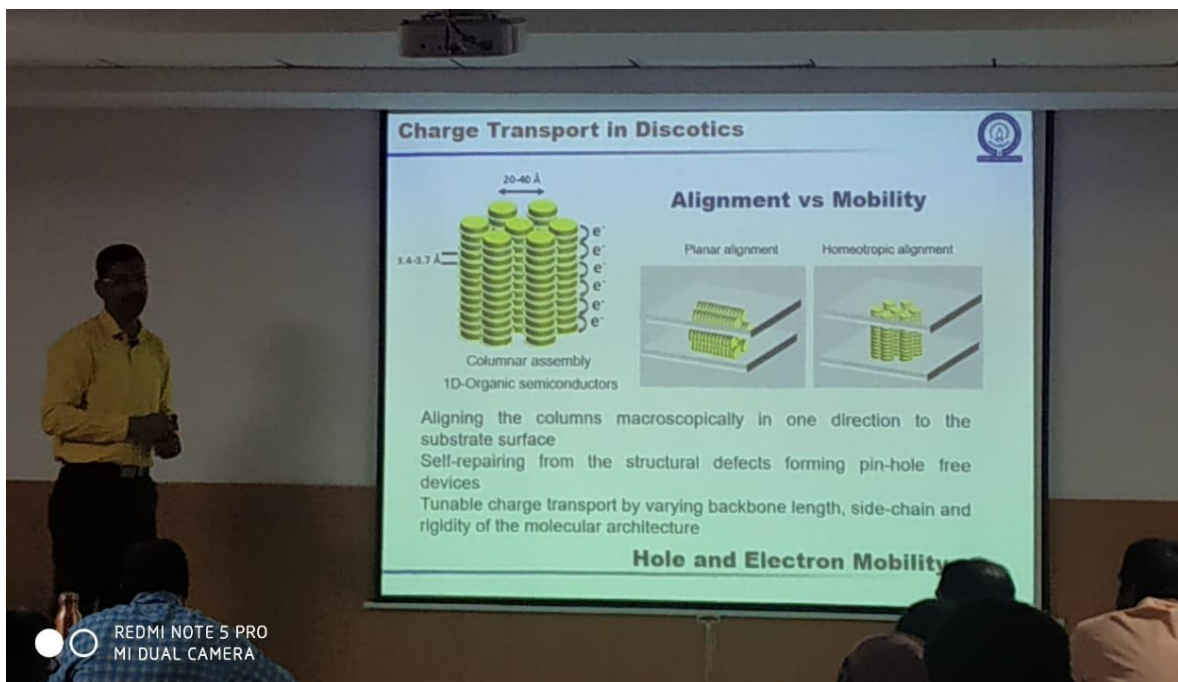 Charge Transport in Discotics
20-40 Å
Alignment vs Mobility
e-
e-
e-
e-
e-
e-
3.4-3.7 Å
Planar alignment
Homeotropic alignment
Columnar assembly
1D-Organic semiconductors
Aligning the columns macroscopically in one direction to the
substrate surface
Self-repairing from the structural defects forming pin-hole free
devices
Tunable charge transport by varying backbone length, side-chain and
rigidity of the molecular architecture
Hole and Electron Mobility
REDMI NOTE 5 PRO
MI DUAL CAMERA